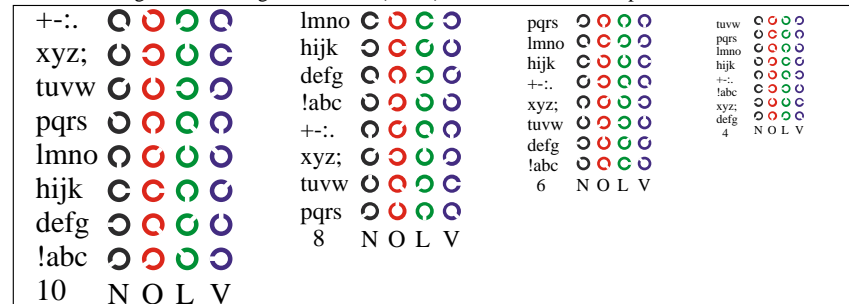 +-:.
xyz;
tuvw
pqrs
lmno
hijk
defg
!abc
10 N O L V
lmno
hijk
defg
!abc
+-:.
xyz;
tuvw
pqrs
8 N O L V
pqrs
lmno
hijk
+-:.
xyz;
tuvw
defg
!abc
6 N O L V
tuvw
pqrs
lmno
hijk
+-:.
!abc
xyz;
defg
4 N O L V